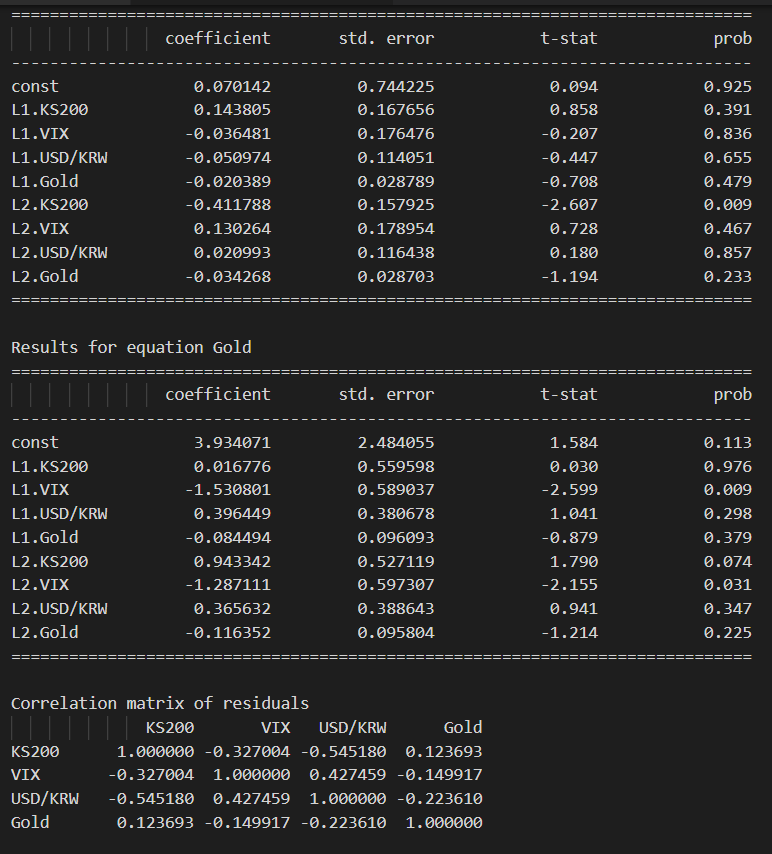 ==============================================================================
coefficient       std. error           t-stat            prob
------------------------------------------------------------------------------
const              0.070142         0.744225            0.094           0.925
L1.KS200           0.143805         0.167656            0.858           0.391
L1.VIX            -0.036481         0.176476           -0.207           0.836
L1.USD/KRW        -0.050974         0.114051           -0.447           0.655
L1.Gold           -0.020389         0.028789           -0.708           0.479
L2.KS200          -0.411788         0.157925           -2.607           0.009
L2.VIX             0.130264         0.178954            0.728           0.467
L2.USD/KRW         0.020993         0.116438            0.180           0.857
L2.Gold           -0.034268         0.028703           -1.194           0.233
==============================================================================
Results for equation Gold
==============================================================================
coefficient       std. error           t-stat            prob
------------------------------------------------------------------------------
const              3.934071         2.484055            1.584           0.113
L1.KS200           0.016776         0.559598            0.030           0.976
L1.VIX            -1.530801         0.589037           -2.599           0.009
L1.USD/KRW         0.396449         0.380678            1.041           0.298
L1.Gold           -0.084494         0.096093           -0.879           0.379
L2.KS200           0.943342         0.527119            1.790           0.074
L2.VIX            -1.287111         0.597307           -2.155           0.031
L2.USD/KRW         0.365632         0.388643            0.941           0.347
L2.Gold           -0.116352         0.095804           -1.214           0.225
==============================================================================
Correlation matrix of residuals
KS200       VIX   USD/KRW      Gold
KS200      1.000000 -0.327004 -0.545180  0.123693
VIX       -0.327004  1.000000  0.427459 -0.149917
USD/KRW   -0.545180  0.427459  1.000000 -0.223610
Gold       0.123693 -0.149917 -0.223610  1.000000